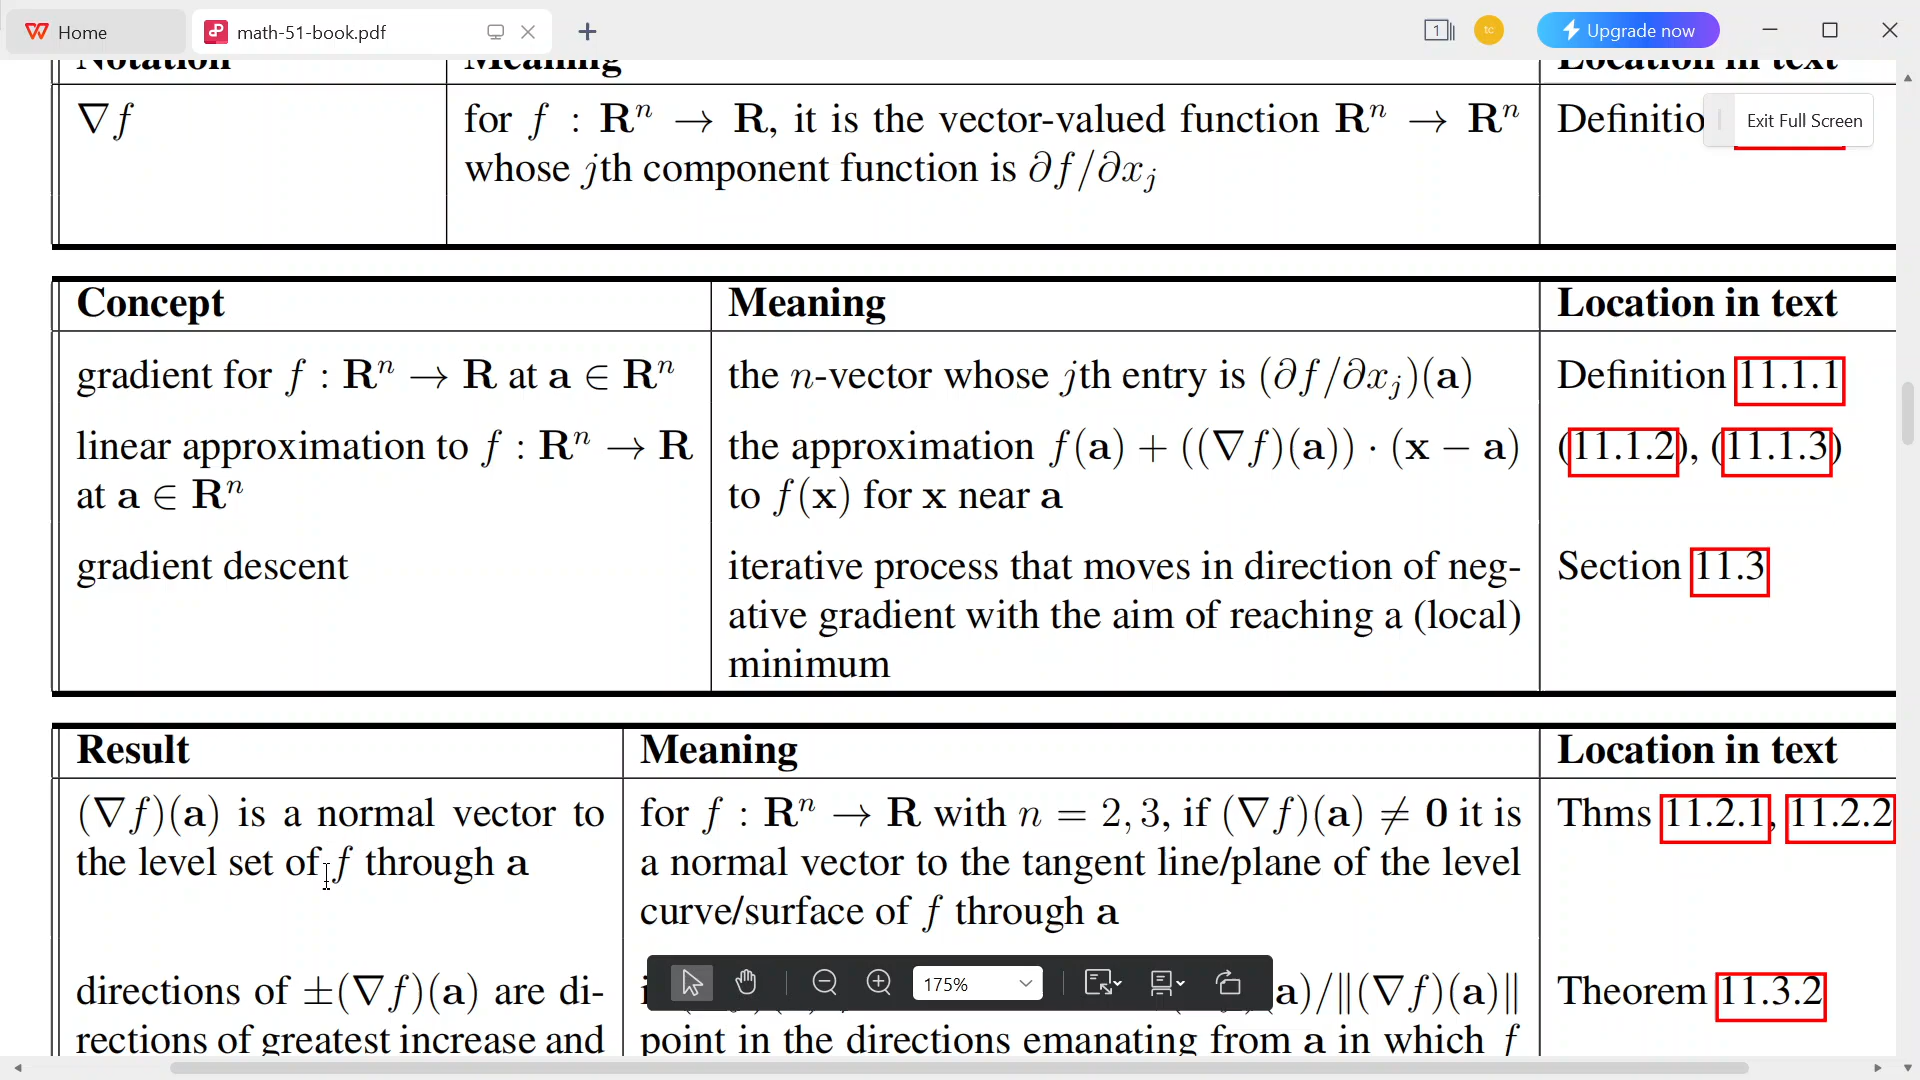 Home
math-51-book.pdf
1
tc
Upgrade now
Exit Full Screen
Notation Meaning Location in text
∇f for f : Rⁿ → R, it is the vector-valued function Rⁿ → Rⁿ Definitio
whose jth component function is ∂f/∂xⱼ
Concept Meaning Location in text
gradient for f : Rⁿ → R at a ∈ Rⁿ the n-vector whose jth entry is (∂f/∂xⱼ)(a) Definition 11.1.1
linear approximation to f : Rⁿ → R the approximation f(a) + ((∇f)(a)) · (x − a) (11.1.2), (11.1.3)
at a ∈ Rⁿ to f(x) for x near a
gradient descent iterative process that moves in direction of neg- Section 11.3
ative gradient with the aim of reaching a (local)
minimum
Result Meaning Location in text
(∇f)(a) is a normal vector to for f : Rⁿ → R with n = 2, 3, if (∇f)(a) ≠ 0 it is Thms 11.2.1, 11.2.2
the level set of f through a a normal vector to the tangent line/plane of the level
curve/surface of f through a
directions of ±(∇f)(a) are di- a)/‖(∇f)(a)‖ Theorem 11.3.2
rections of greatest increase and point in the directions emanating from a in which f
175%